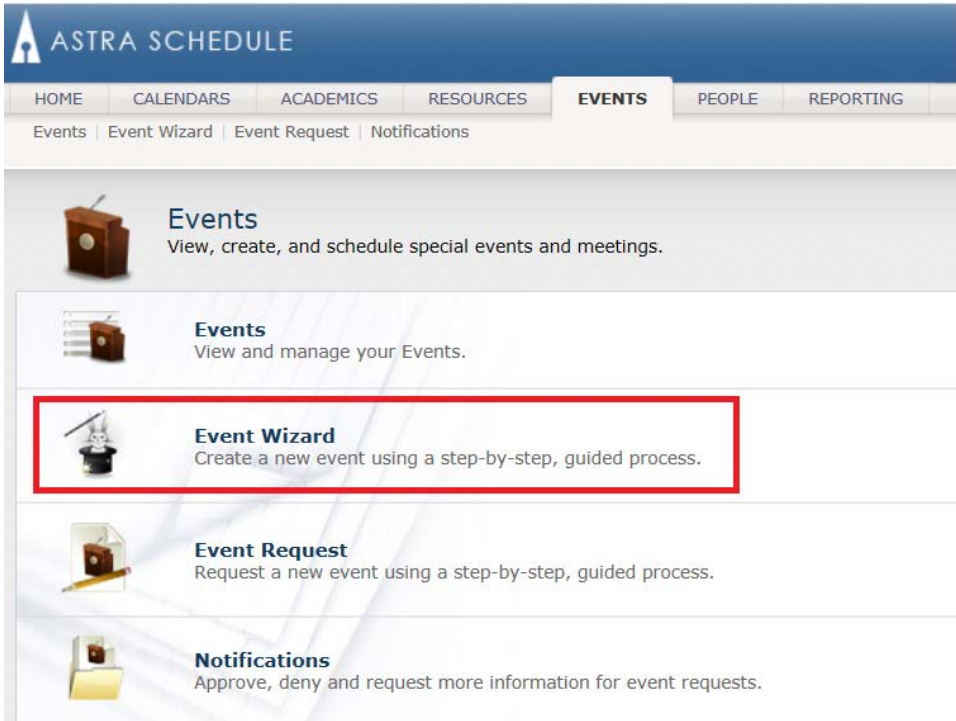 ASTRA SCHEDULE
HOME CALENDARS ACADEMICS RESOURCES EVENTS PEOPLE REPORTING
Events | Event Wizard | Event Request | Notifications
Events
View, create, and schedule special events and meetings.
Events
View and manage your Events.
Event Wizard
Create a new event using a step-by-step, guided process.
Event Request
Request a new event using a step-by-step, guided process.
Notifications
Approve, deny and request more information for event requests.